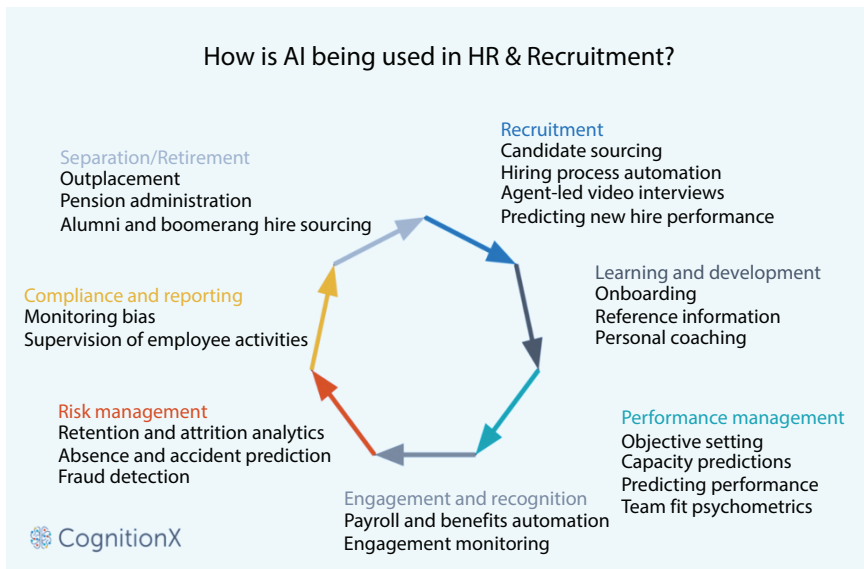 How is AI being used in HR & Recruitment?
Recruitment
Candidate sourcing
Hiring process automation
Agent-led video interviews
Predicting new hire performance
Learning and development
Onboarding
Reference information
Personal coaching
Performance management
Objective setting
Capacity predictions
Predicting performance
Team fit psychometrics
Engagement and recognition
Payroll and benefits automation
Engagement monitoring
Risk management
Retention and attrition analytics
Absence and accident prediction
Fraud detection
Compliance and reporting
Monitoring bias
Supervision of employee activities
Separation/Retirement
Outplacement
Pension administration
Alumni and boomerang hire sourcing
CognitionX